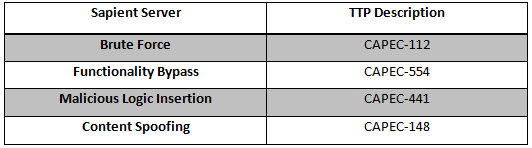 Sapient Server TTP Description
Brute Force CAPEC-112
Functionality Bypass CAPEC-554
Malicious Logic Insertion CAPEC-441
Content Spoofing CAPEC-148